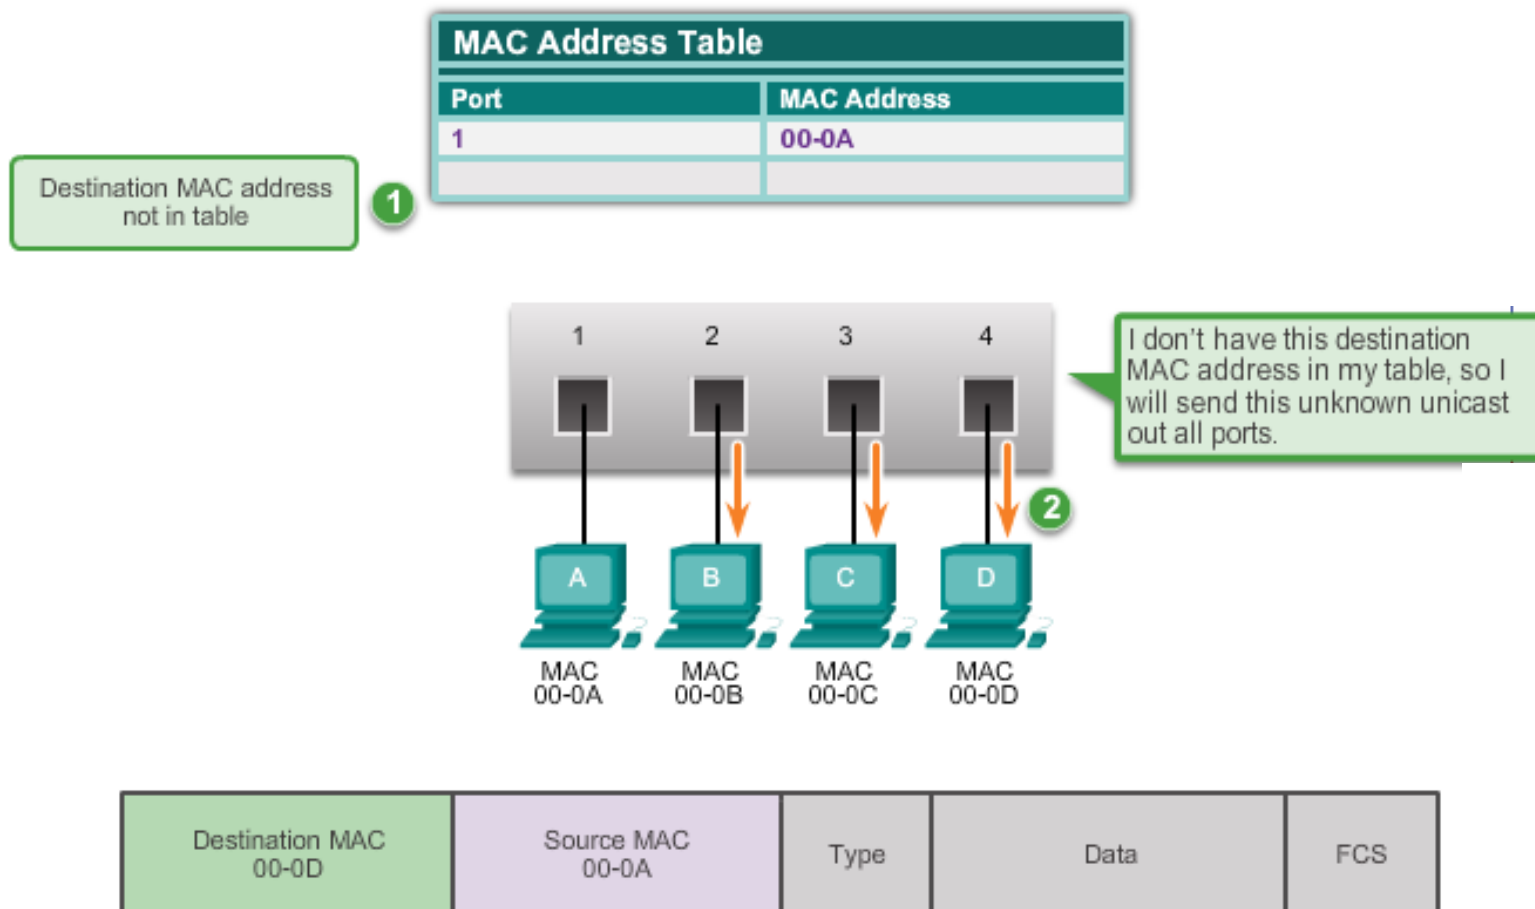 MAC Address Table
Port MAC Address
1 00-0A
Destination MAC address
not in table
1
1 2 3 4
I don't have this destination
MAC address in my table, so I
will send this unknown unicast
out all ports.
2
A B C D
MAC MAC MAC MAC
00-0A 00-0B 00-0C 00-0D
Destination MAC Source MAC Type Data FCS
00-0D 00-0A